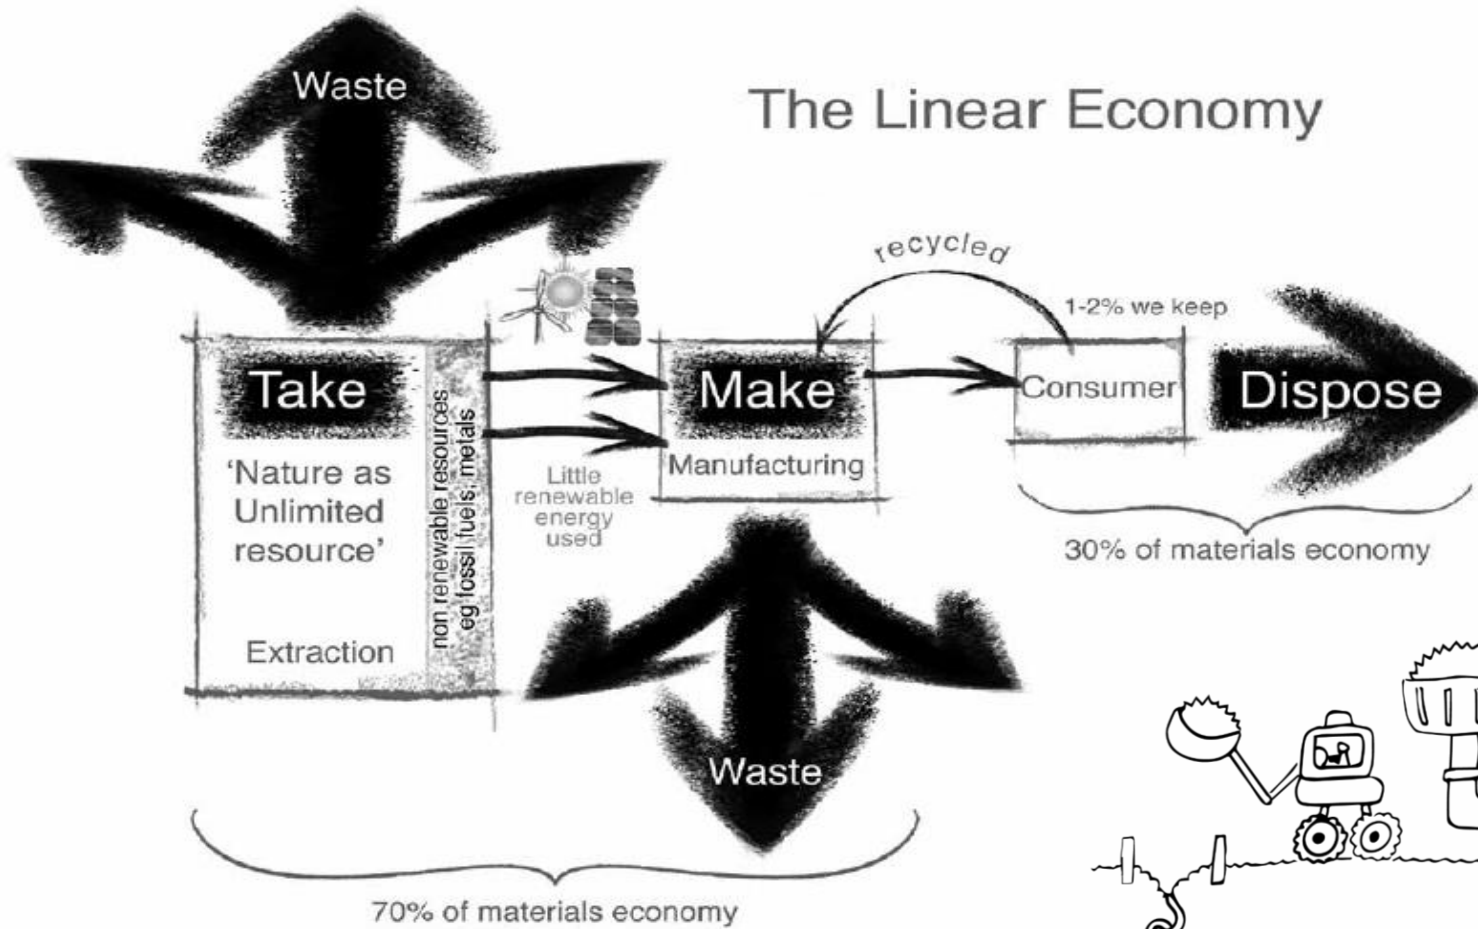 Waste
The Linear Economy
recycled
1-2% we keep
Take
Make
Consumer
Dispose
'Nature as
Unlimited
resource'
Extraction
non renewable resources
eg fossil fuels, metals
Little
renewable
energy
used
Manufacturing
30% of materials economy
Waste
70% of materials economy